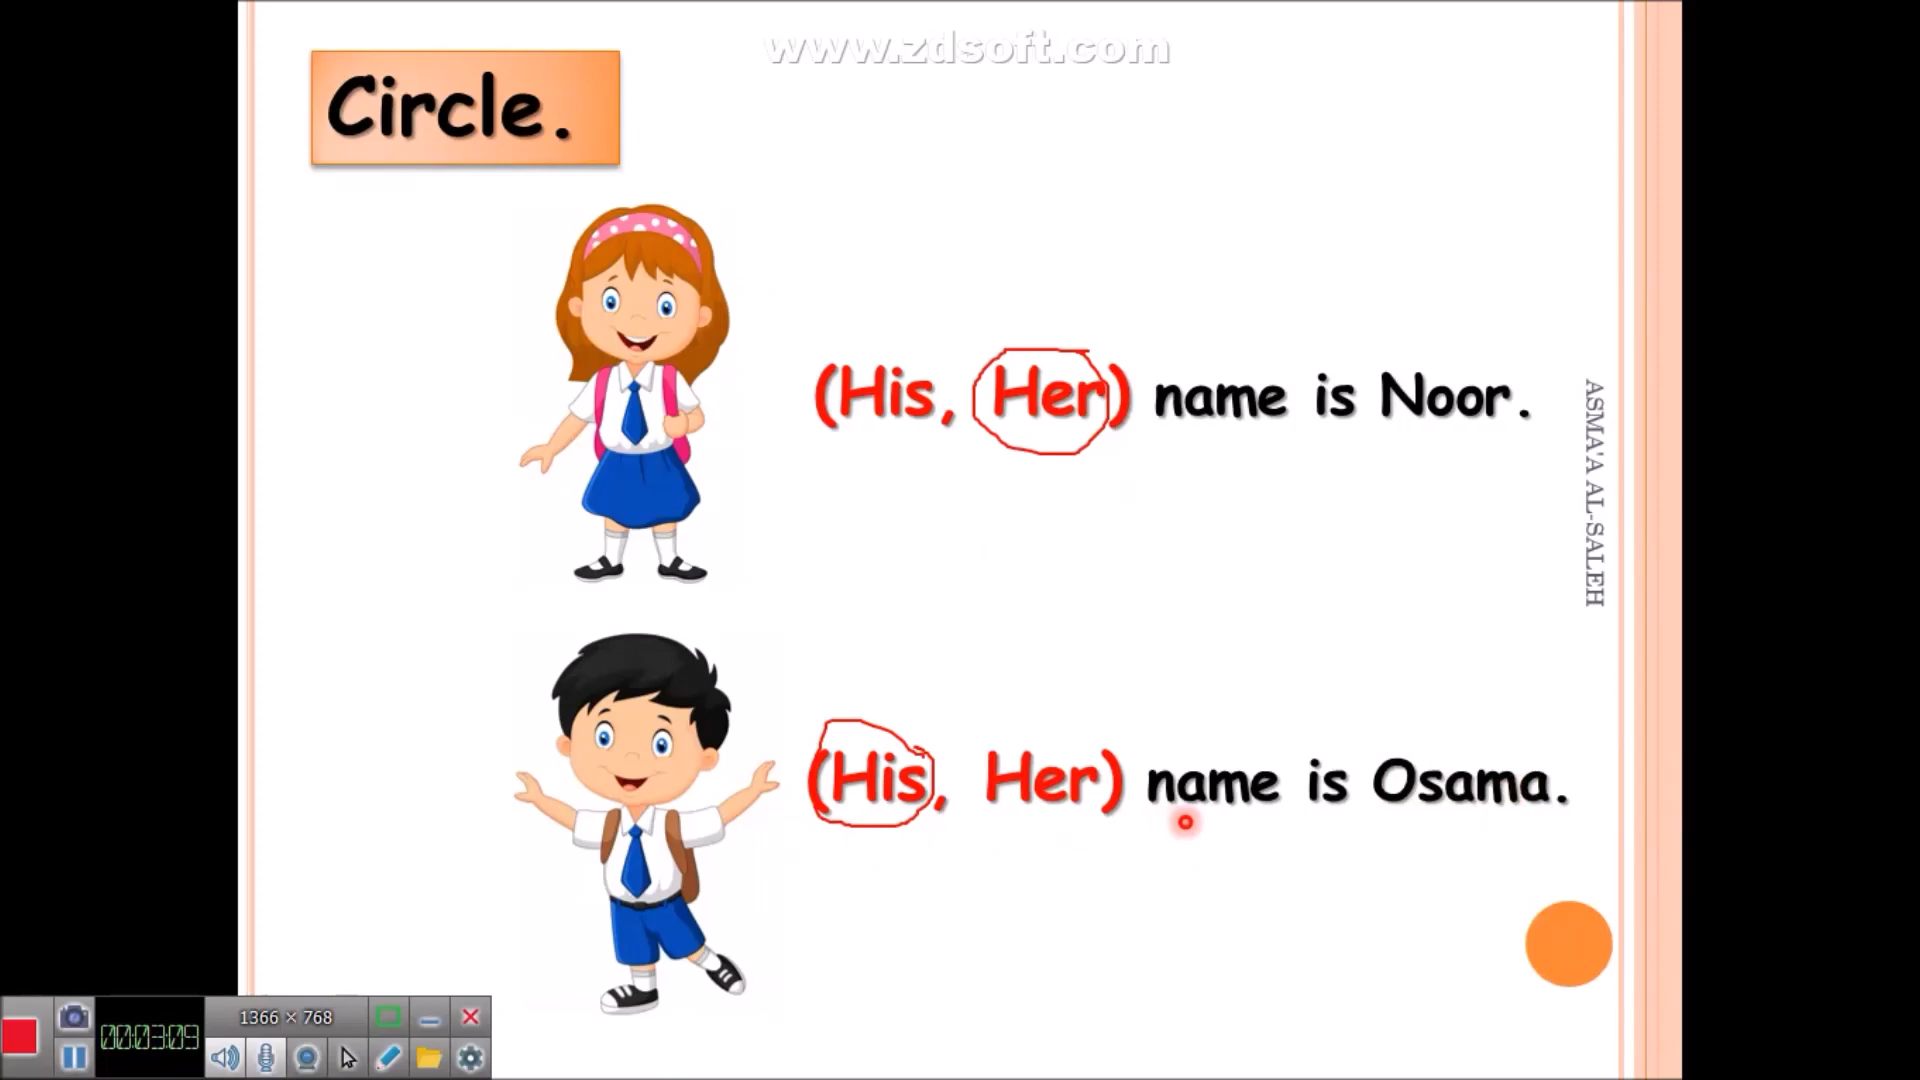 www.zdsoft.com
Circle.
(His, Her) name is Noor.
ASMA'A AL-SALEH
(His, Her) name is Osama.
1366 × 768
00:03:09